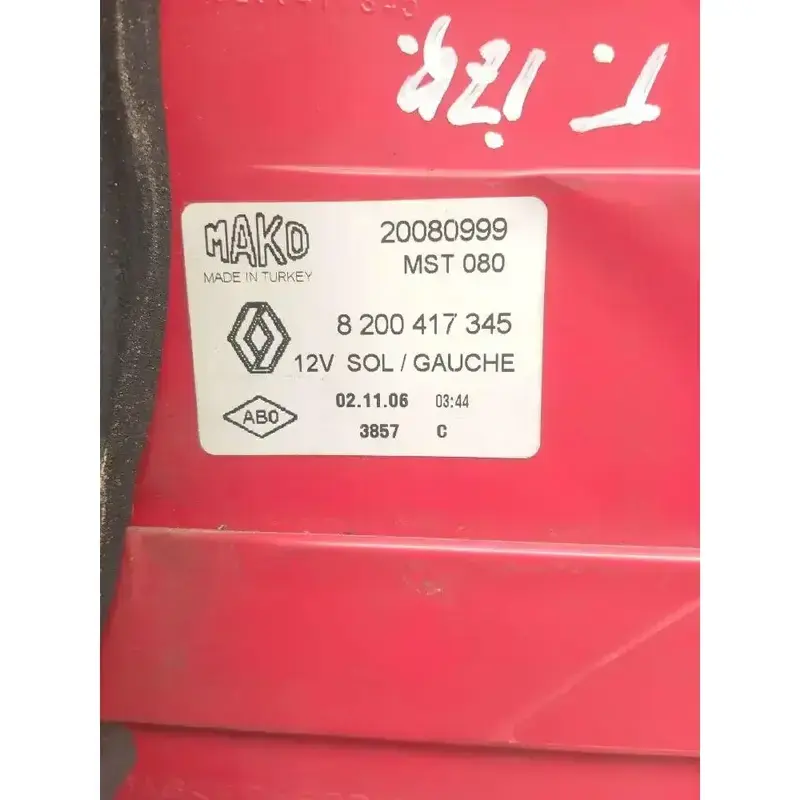 MAKO
MADE IN TURKEY
20080999
MST 080
8 200 417 345
12V SOL / GAUCHE
02.11.06 03:44
3857 C
ABO